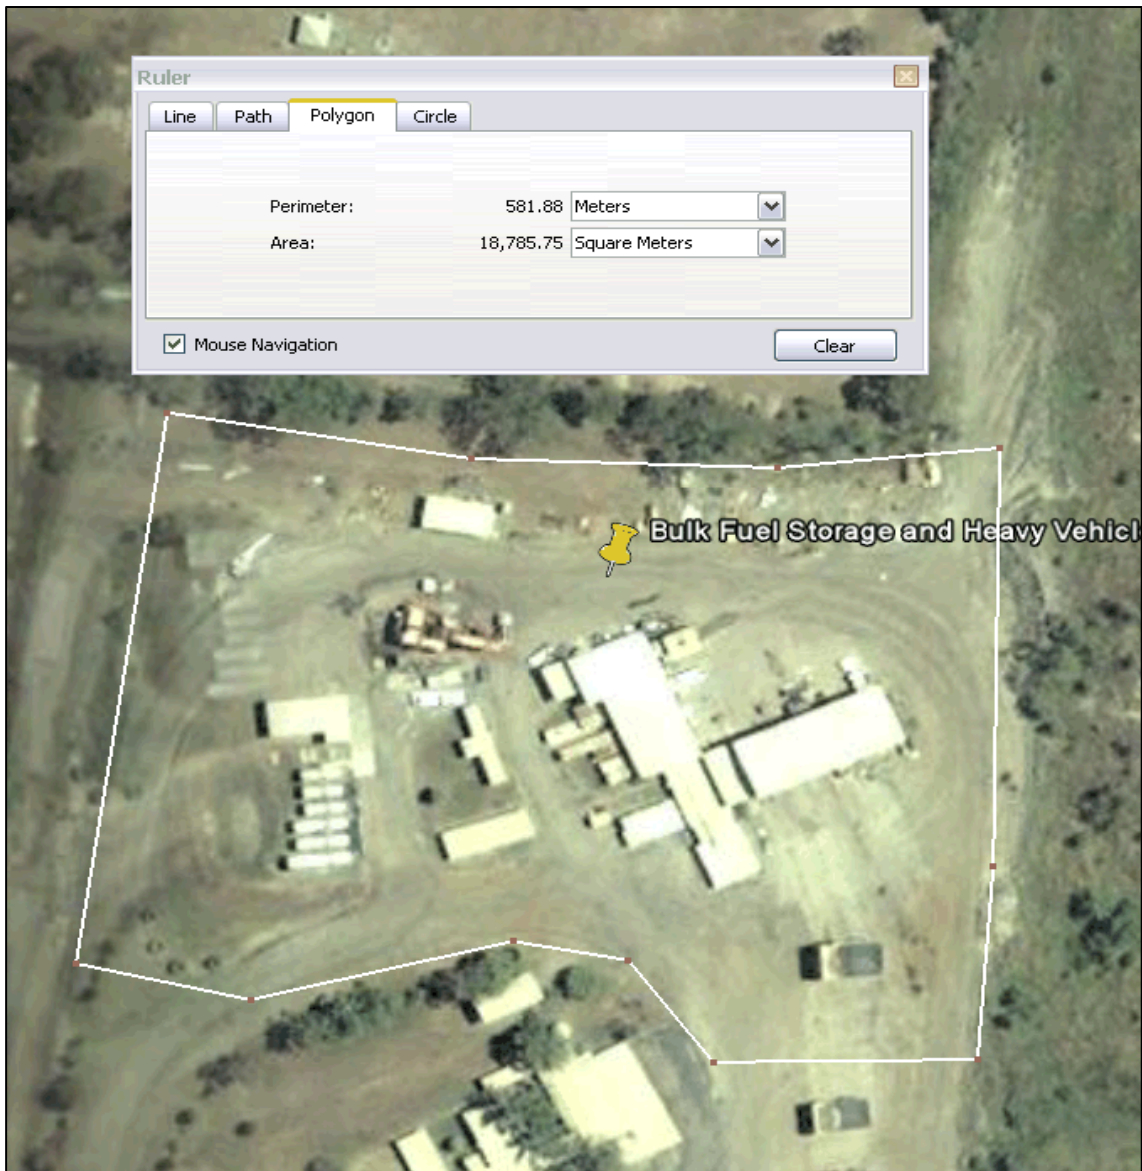 Ruler
Line Path Polygon Circle
Perimeter: 581.88 Meters
Area: 18,785.75 Square Meters
Mouse Navigation Clear
Bulk Fuel Storage and Heavy Vehicl